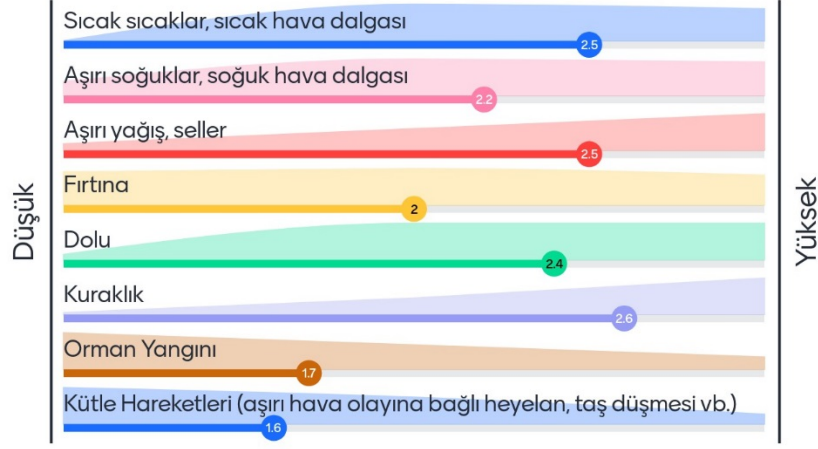 Sıcak sıcaklar, sıcak hava dalgası
2.5
Aşırı soğuklar, soğuk hava dalgası
2.2
Aşırı yağış, seller
2.5
Fırtına
2
Dolu
2.4
Kuraklık
2.6
Orman Yangını
1.7
Kütle Hareketleri (aşırı hava olayına bağlı heyelan, taş düşmesi vb.)
1.6
Düşük
Yüksek